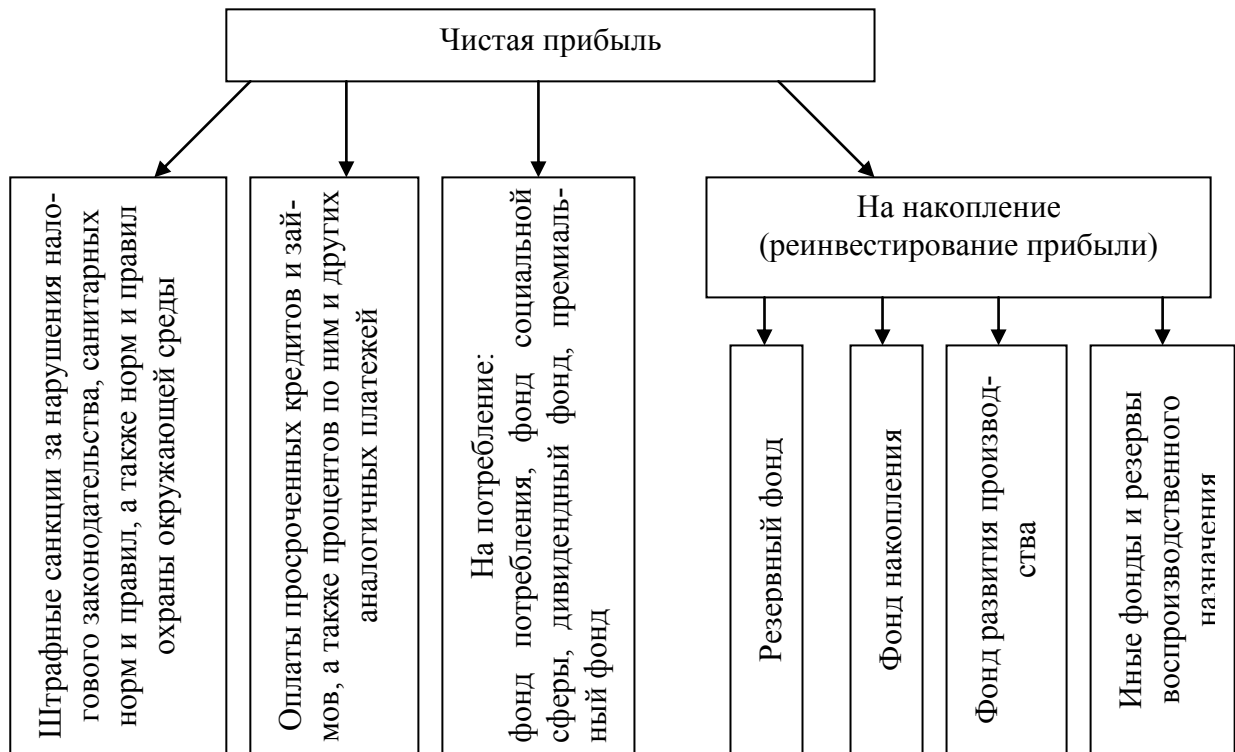 Чистая прибыль
Штрафные санкции за нарушения нало-
гового законодательства, санитарных
норм и правил, а также норм и правил
охраны окружающей среды
Оплаты просроченных кредитов и зай-
мов, а также процентов по ним и других
аналогичных платежей
На потребление:
фонд потребления, фонд социальной
сферы, дивидендный фонд, премиаль-
ный фонд
На накопление
(реинвестирование прибыли)
Резервный фонд
Фонд накопления
Фонд развития производ-
ства
Иные фонды и резервы
воспроизводственного
назначения